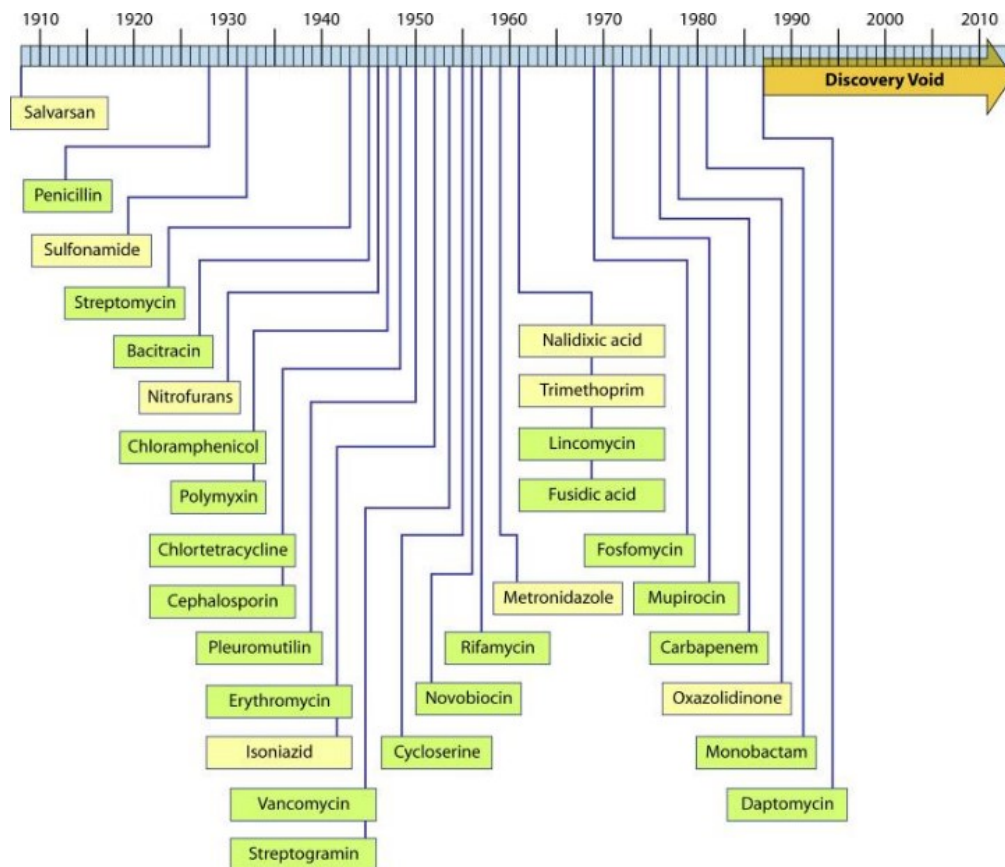 1910 1920 1930 1940 1950 1960 1970 1980 1990 2000 2010
Discovery Void
Salvarsan
Penicillin
Sulfonamide
Streptomycin
Bacitracin
Nitrofurans
Chloramphenicol
Polymyxin
Chlortetracycline
Cephalosporin
Pleuromutilin
Erythromycin
Isoniazid
Vancomycin
Streptogramin
Cycloserine
Novobiocin
Rifamycin
Metronidazole
Nalidixic acid
Trimethoprim
Lincomycin
Fusidic acid
Fosfomycin
Mupirocin
Carbapenem
Oxazolidinone
Monobactam
Daptomycin